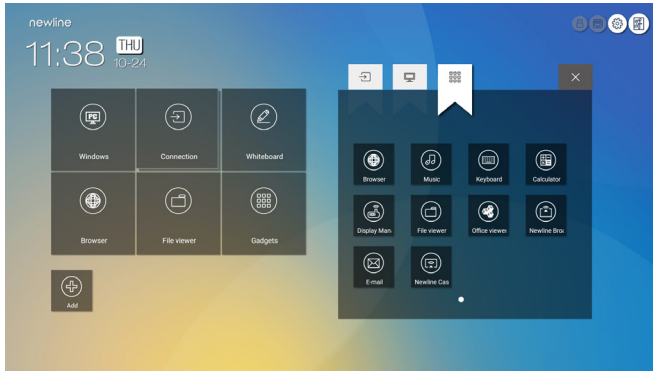 newline
11:38 THU
10-24
PC
Windows
Connection
Whiteboard
Browser
File viewer
Gadgets
Add
Browser
Music
Keyboard
Calculator
Display Man
File viewer
Office viewer
Newline Broa
E-mail
Newline Cas